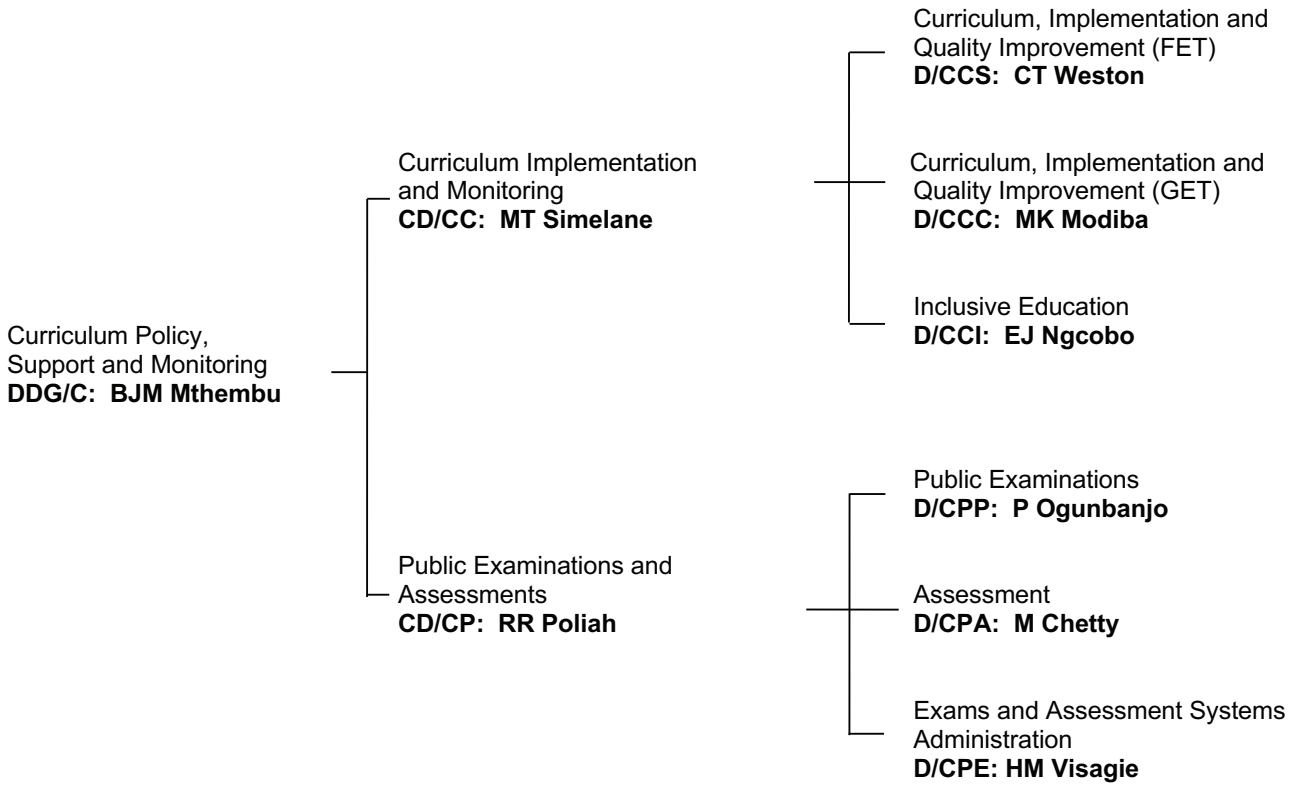 Curriculum Policy,
Support and Monitoring
DDG/C: BJM Mthembu
Curriculum Implementation
and Monitoring
CD/CC: MT Simelane
Curriculum, Implementation and
Quality Improvement (FET)
D/CCS: CT Weston
Curriculum, Implementation and
Quality Improvement (GET)
D/CCC: MK Modiba
Inclusive Education
D/CCI: EJ Ngcobo
Public Examinations and
Assessments
CD/CP: RR Poliah
Public Examinations
D/CPP: P Ogunbanjo
Assessment
D/CPA: M Chetty
Exams and Assessment Systems
Administration
D/CPE: HM Visagie